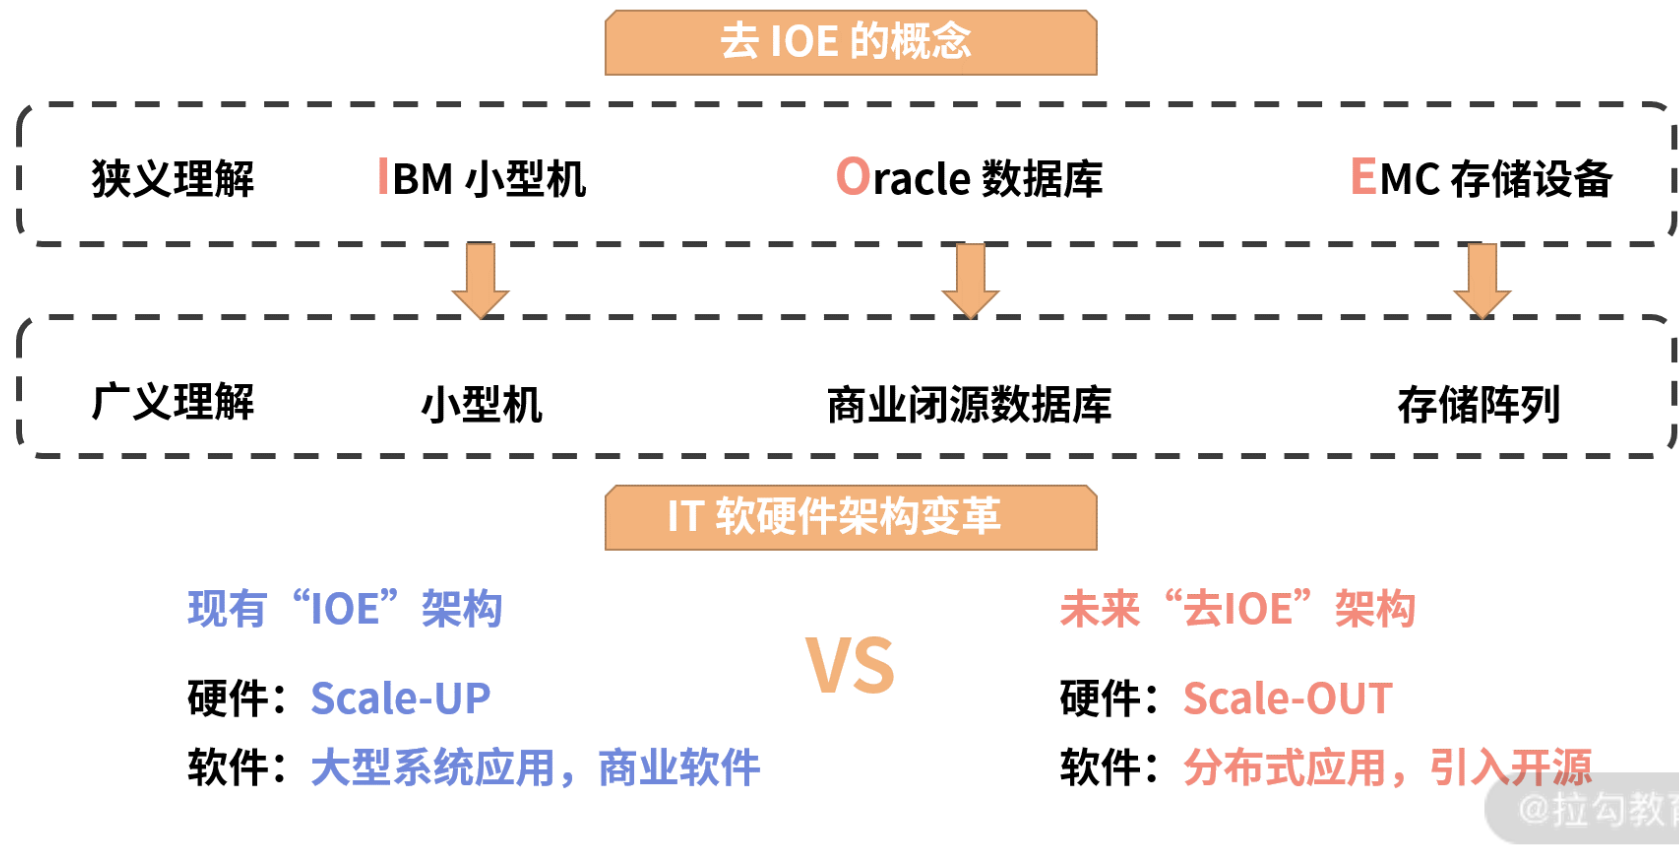 去 IOE 的概念
狭义理解 IBM 小型机 Oracle 数据库 EMC 存储设备
广义理解 小型机 商业闭源数据库 存储阵列
IT 软硬件架构变革
现有“IOE”架构
硬件：Scale-UP
软件：大型系统应用，商业软件
VS
未来“去IOE”架构
硬件：Scale-OUT
软件：分布式应用，引入开源
@拉勾教育